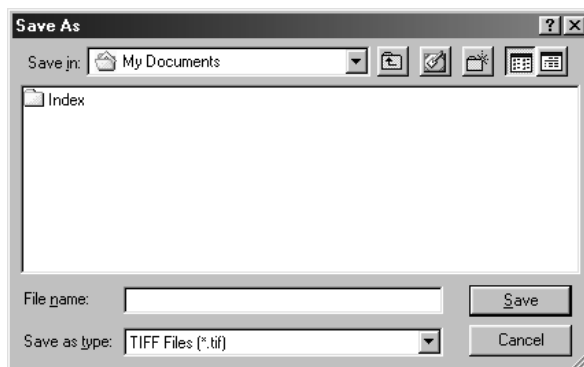 Save As
Save in: My Documents
Index
File name: Save
Save as type: TIFF Files (*.tif) Cancel